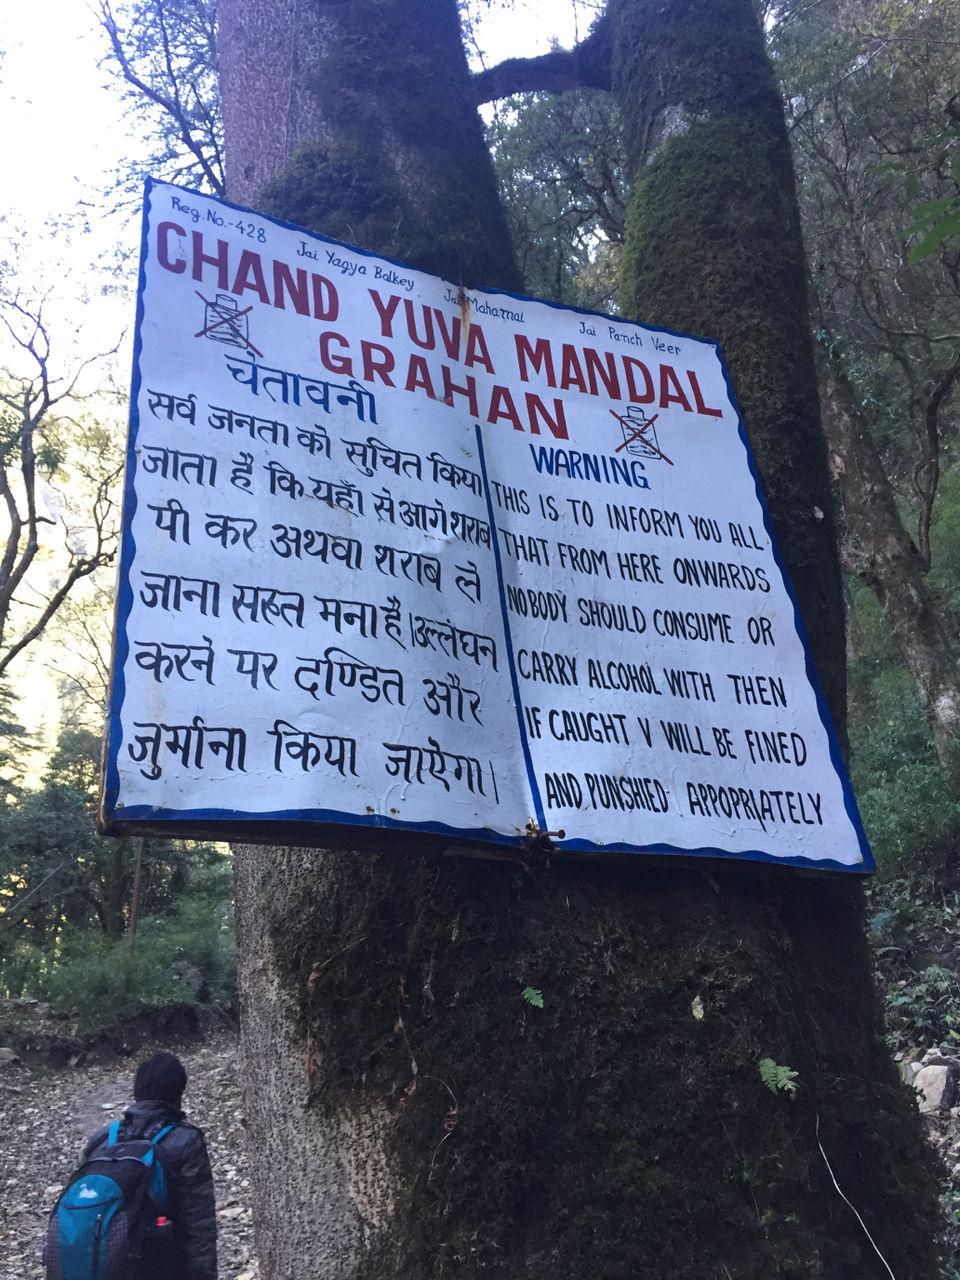 Reg.No.-428 Jai Yagya Balkey Jai Mahamai Jai Panch Veer
CHAND YUVA MANDAL
GRAHAN
चेतावनी
सर्व जनता को सुचित किया
जाता है कि यहाँ से आगे शराब
पी कर अथवा शराब ले
जाना सख्त मना है।उल्लंघन
करने पर दण्डित और
जुर्माना किया जाऐगा।
WARNING
THIS IS TO INFORM YOU ALL
THAT FROM HERE ONWARDS
NOBODY SHOULD CONSUME OR
CARRY ALCOHOL WITH THEN
IF CAUGHT V WILL BE FINED
AND PUNSHIED APPOPRIATELY